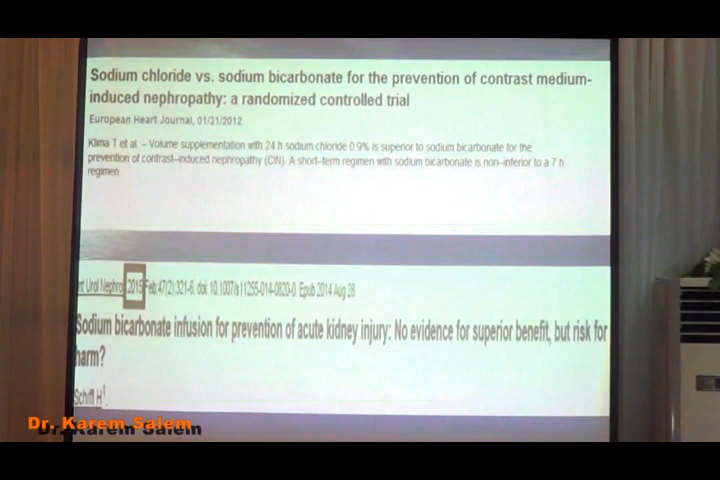 Sodium chloride vs. sodium bicarbonate for the prevention of contrast medium-
induced nephropathy: a randomized controlled trial
European Heart Journal, 01/31/2012
Klima T et al. – Volume supplementation with 24 h sodium chloride 0.9% is superior to sodium bicarbonate for the
prevention of contrast–induced nephropathy (CIN). A short–term regimen with sodium bicarbonate is non–inferior to a 7 h
regimen.
nt Urol Nephrol 2015 Feb;47(2):321-6. doi: 10.1007/s11255-014-0820-0. Epub 2014 Aug 28.
Sodium bicarbonate infusion for prevention of acute kidney injury: No evidence for superior benefit, but risk for
harm?
Schiffl H1.
Dr. Karem Salem